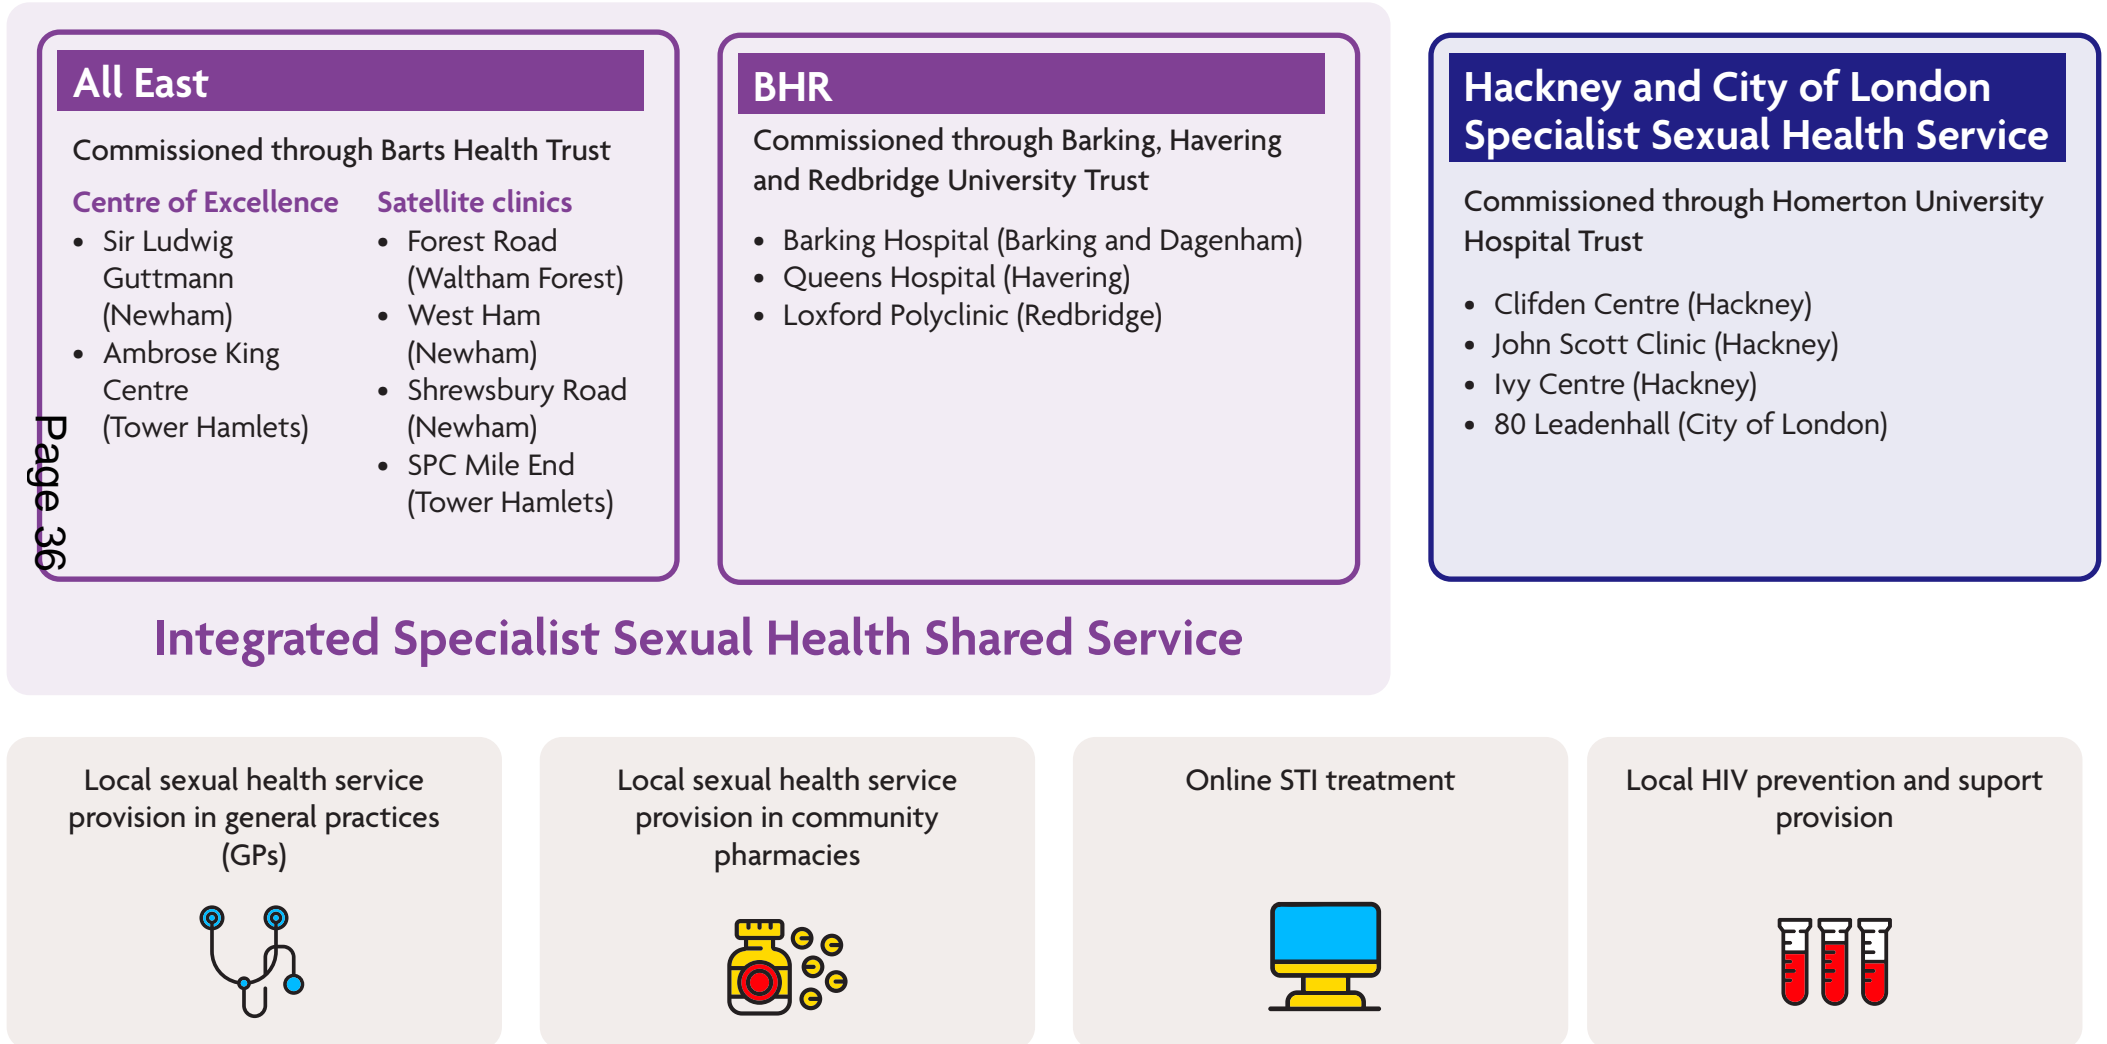 All East
Commissioned through Barts Health Trust
Centre of Excellence
• Sir Ludwig
Guttmann
(Newham)
• Ambrose King
Centre
(Tower Hamlets)
Satellite clinics
• Forest Road
(Waltham Forest)
• West Ham
(Newham)
• Shrewsbury Road
(Newham)
• SPC Mile End
(Tower Hamlets)
BHR
Commissioned through Barking, Havering
and Redbridge University Trust
• Barking Hospital (Barking and Dagenham)
• Queens Hospital (Havering)
• Loxford Polyclinic (Redbridge)
Integrated Specialist Sexual Health Shared Service
Hackney and City of London
Specialist Sexual Health Service
Commissioned through Homerton University
Hospital Trust
• Clifden Centre (Hackney)
• John Scott Clinic (Hackney)
• Ivy Centre (Hackney)
• 80 Leadenhall (City of London)
Page 36
Local sexual health service
provision in general practices
(GPs)
Local sexual health service
provision in community
pharmacies
Online STI treatment
Local HIV prevention and suport
provision